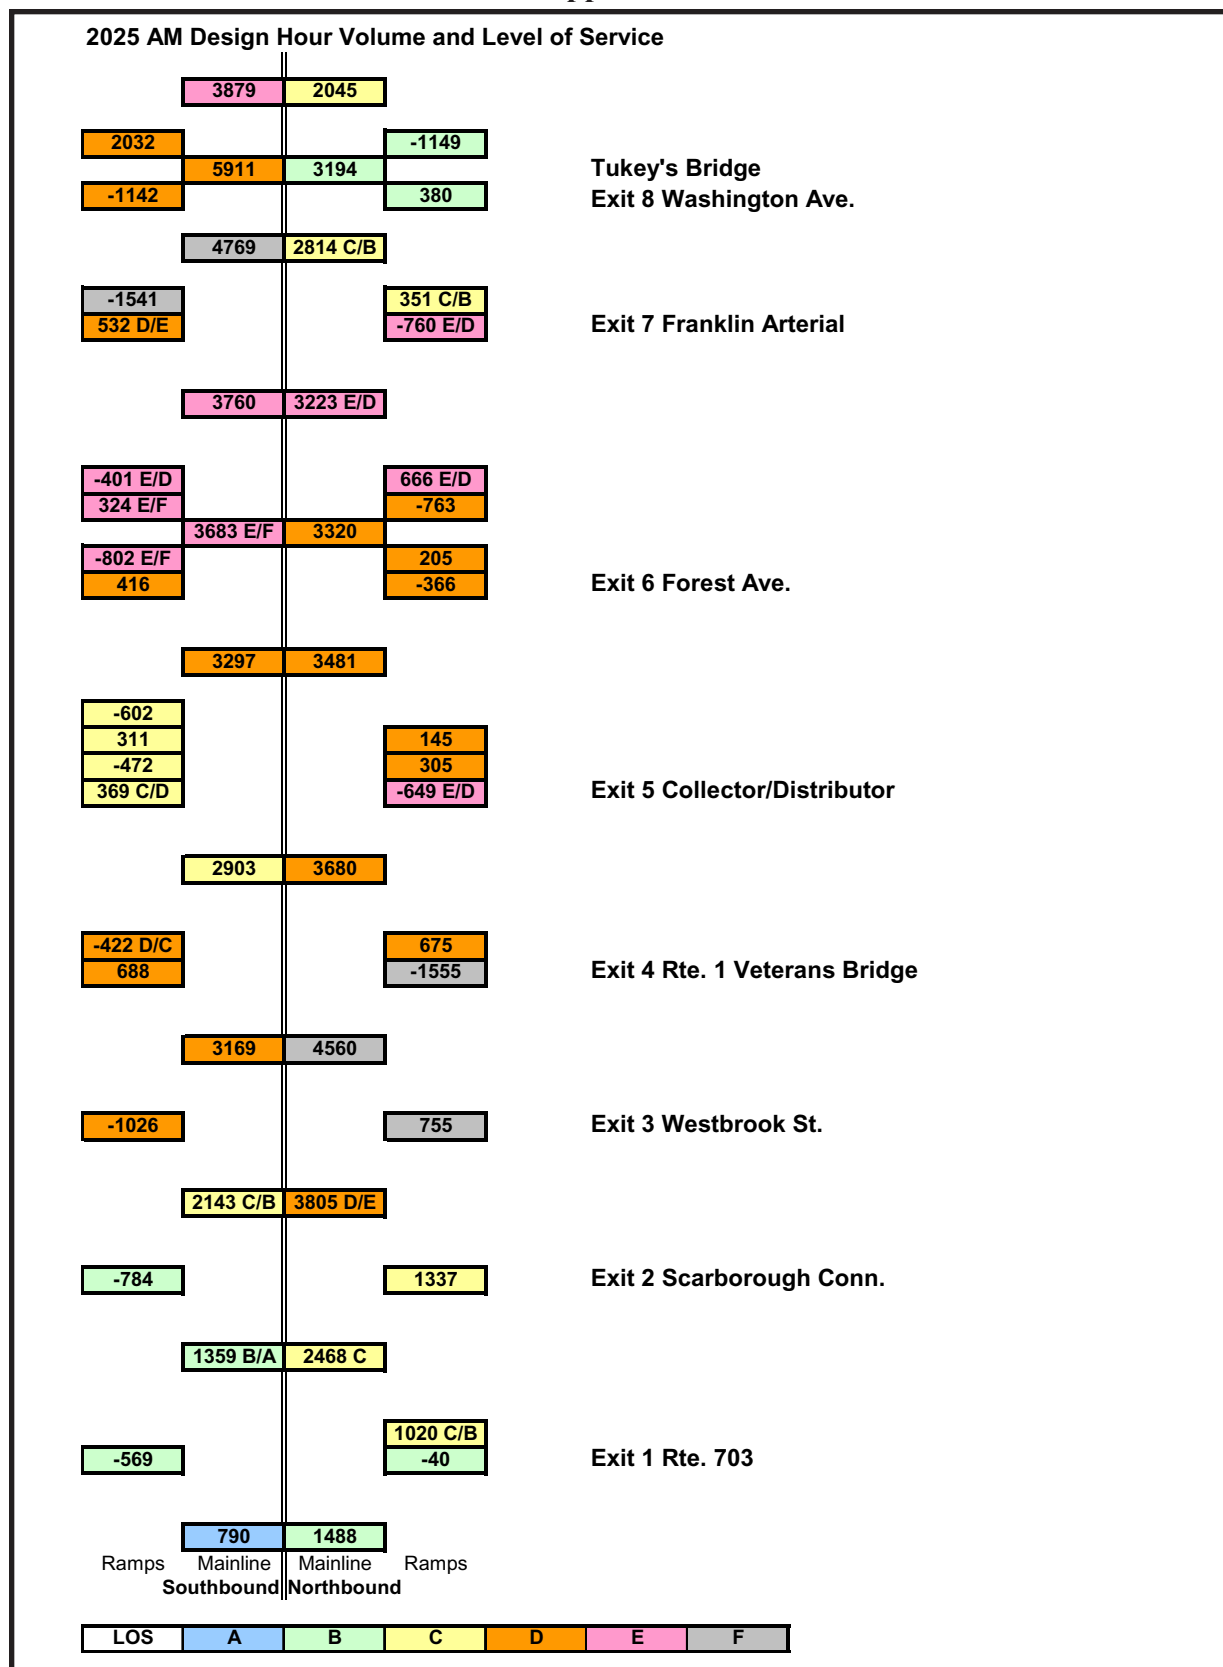 2025 AM Design Hour Volume and Level of Service
3879 2045
2032 -1149
5911 3194 Tukey's Bridge
-1142 380 Exit 8 Washington Ave.
4769 2814 C/B
-1541 351 C/B
532 D/E -760 E/D Exit 7 Franklin Arterial
3760 3223 E/D
-401 E/D 666 E/D
324 E/F -763
3683 E/F 3320
-802 E/F 205
416 -366 Exit 6 Forest Ave.
3297 3481
-602
311 145
-472 305
369 C/D -649 E/D Exit 5 Collector/Distributor
2903 3680
-422 D/C 675
688 -1555 Exit 4 Rte. 1 Veterans Bridge
3169 4560
-1026 755 Exit 3 Westbrook St.
2143 C/B 3805 D/E
-784 1337 Exit 2 Scarborough Conn.
1359 B/A 2468 C
1020 C/B
-569 -40 Exit 1 Rte. 703
790 1488
Ramps Mainline Mainline Ramps
Southbound Northbound
LOS A B C D E F